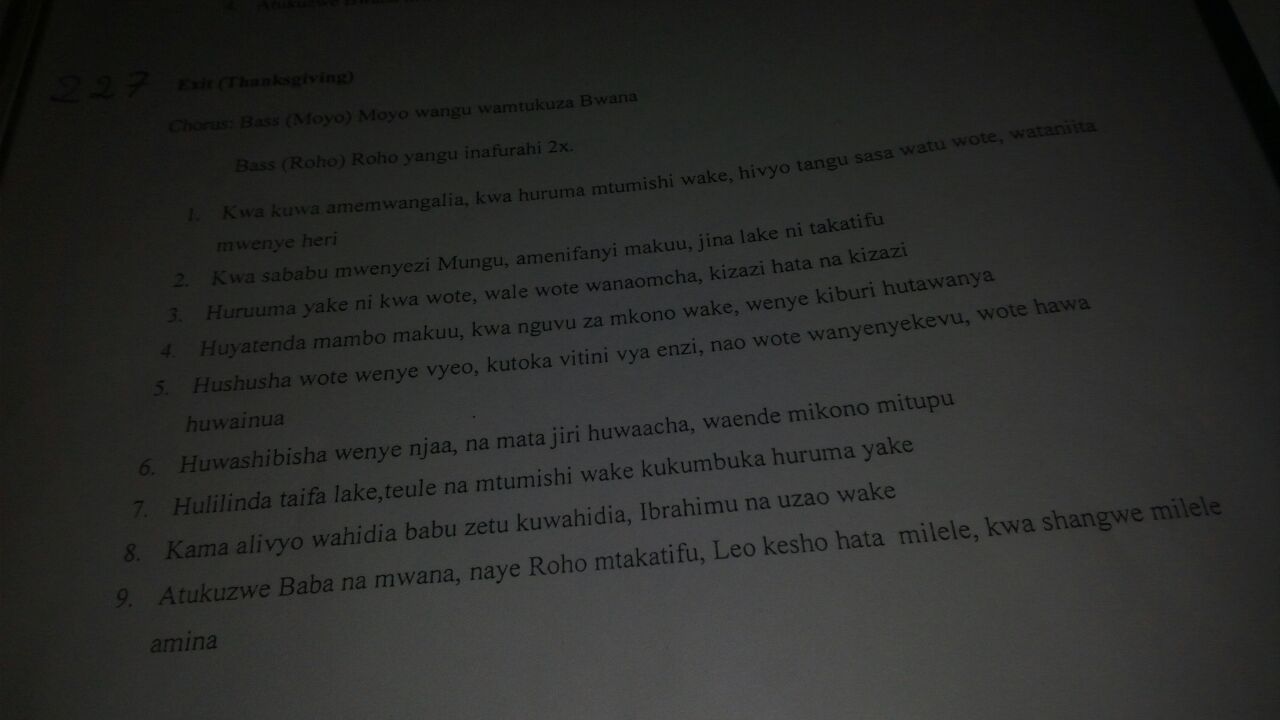 4. Atukuzwe
227 Exit (Thanksgiving)
Chorus: Bass (Moyo) Moyo wangu wamtukuza Bwana
Bass (Roho) Roho yangu inafurahi 2x.
1. Kwa kuwa amemwangalia, kwa huruma mtumishi wake, hivyo tangu sasa watu wote, wataniita
mwenye heri
2. Kwa sababu mwenyezi Mungu, amenifanyi makuu, jina lake ni takatifu
3. Huruuma yake ni kwa wote, wale wote wanaomcha, kizazi hata na kizazi
4. Huyatenda mambo makuu, kwa nguvu za mkono wake, wenye kiburi hutawanya
5. Hushusha wote wenye vyeo, kutoka vitini vya enzi, nao wote wanyenyekevu, wote hawa
huwainua
6. Huwashibisha wenye njaa, na mata jiri huwaacha, waende mikono mitupu
7. Hulilinda taifa lake,teule na mtumishi wake kukumbuka huruma yake
8. Kama alivyo wahidia babu zetu kuwahidia, Ibrahimu na uzao wake
9. Atukuzwe Baba na mwana, naye Roho mtakatifu, Leo kesho hata milele, kwa shangwe milele
amina